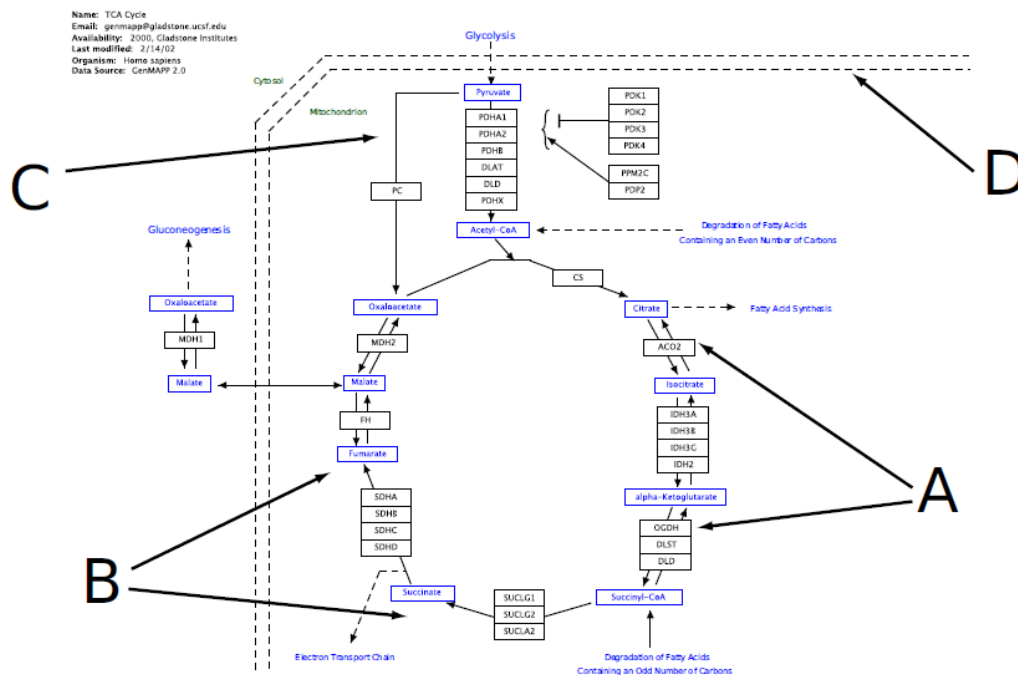 Name: TCA Cycle
Email: genmapp@gladstone.ucsf.edu
Availability: 2000, Gladstone Institutes
Last modified: 2/14/02
Organism: Homo sapiens
Data Source: GenMAPP 2.0
Glycolysis
Cytosol
Mitochondrion
Pyruvate
PDHA1
PDHA2
PDHB
DLAT
DLD
PDHX
PDK1
PDK2
PDK3
PDK4
PPM2C
PDP2
C
D
PC
Acetyl-CoA
Degradation of Fatty Acids
Containing an Even Number of Carbons
Gluconeogenesis
CS
Oxaloacetate
Oxaloacetate
Citrate
Fatty Acid Synthesis
MDH1
MDH2
ACO2
Malate
Malate
Isocitrate
FH
IDH3A
IDH3B
IDH3G
IDH2
Fumarate
alpha-Ketoglutarate
A
SDHA
SDHB
SDHC
SDHD
OGDH
DLST
DLD
B
Succinate
SUCLG1
SUCLG2
SUCLA2
Succinyl-CoA
Electron Transport Chain
Degradation of Fatty Acids
Containing an Odd Number of Carbons